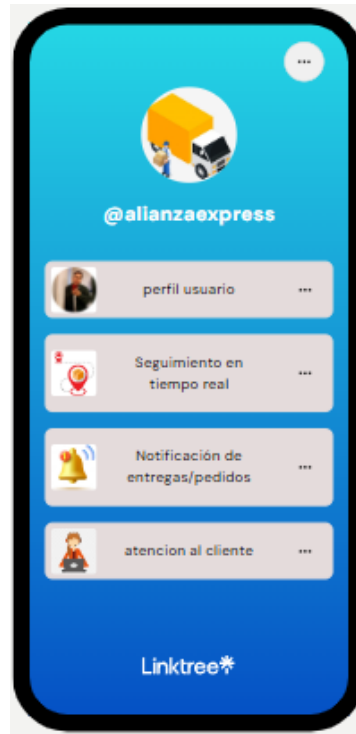 @alianzaexpress
perfil usuario
Seguimiento en
tiempo real
Notificación de
entregas/pedidos
atencion al cliente
Linktree